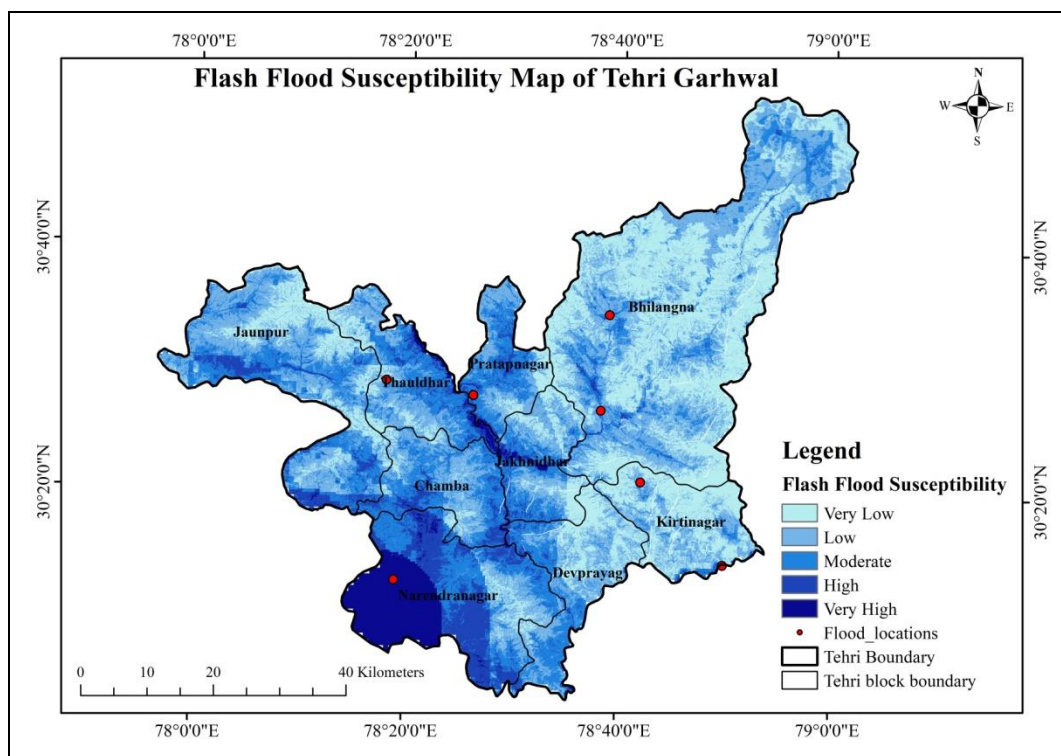 78°0'0"E 78°20'0"E 78°40'0"E 79°0'0"E
Flash Flood Susceptibility Map of Tehri Garhwal
N
W E
S
30°40'0"N 30°40'0"N
Bhilangna
Jaunpur
Pratapnagar
Thauldhar
Jakhnidhar
30°20'0"N 30°20'0"N
Chamba
Kirtinagar
Devprayag
Narendranagar
Legend
Flash Flood Susceptibility
Very Low
Low
Moderate
High
Very High
Flood_locations
Tehri Boundary
Tehri block boundary
0 10 20 40 Kilometers
78°0'0"E 78°20'0"E 78°40'0"E 79°0'0"E